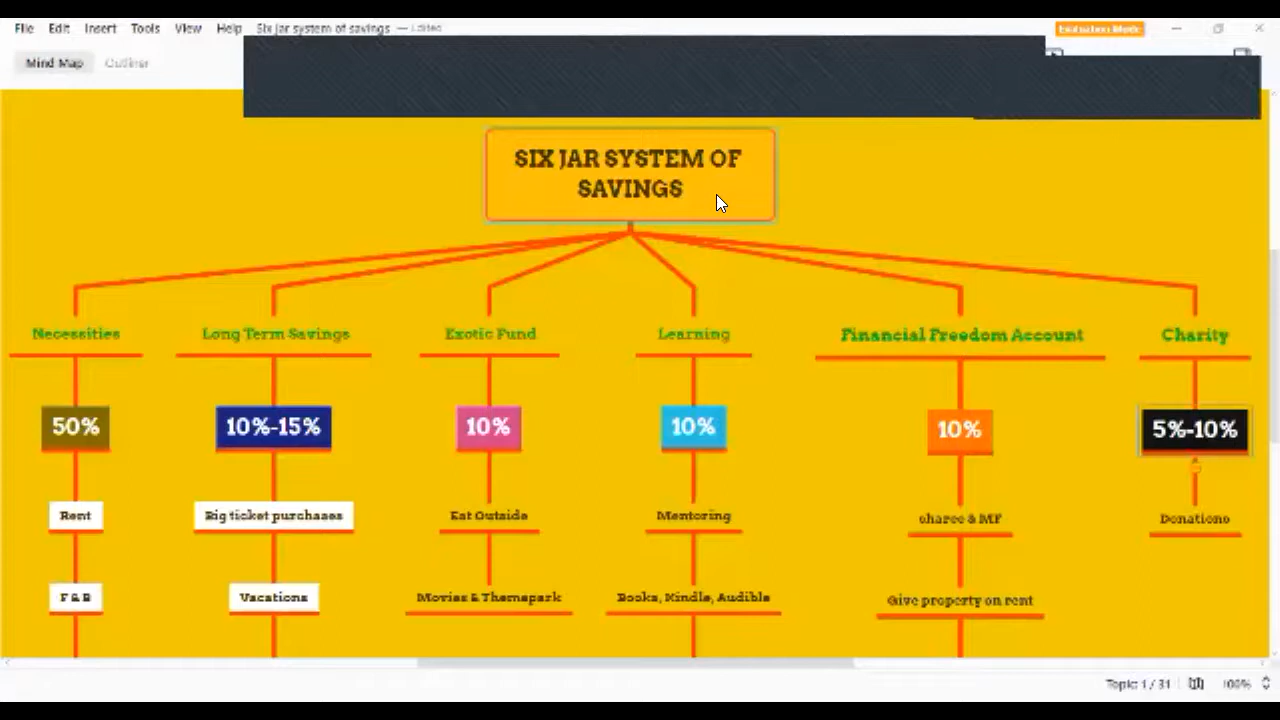 File Edit Insert Tools View Help Six jar system of savings — Edited
Evaluation Mode
Mind Map Outliner
SIX JAR SYSTEM OF
SAVINGS
Necessities Long Term Savings Exotic Fund Learning Financial Freedom Account Charity
50% 10%-15% 10% 10% 10% 5%-10%
Rent Big ticket purchases Eat Outside Mentoring & MF Donations
F & B Vacations Movies & Themepark Books, Kindle, Audible Give property on rent
Topic: 1 / 31 100%